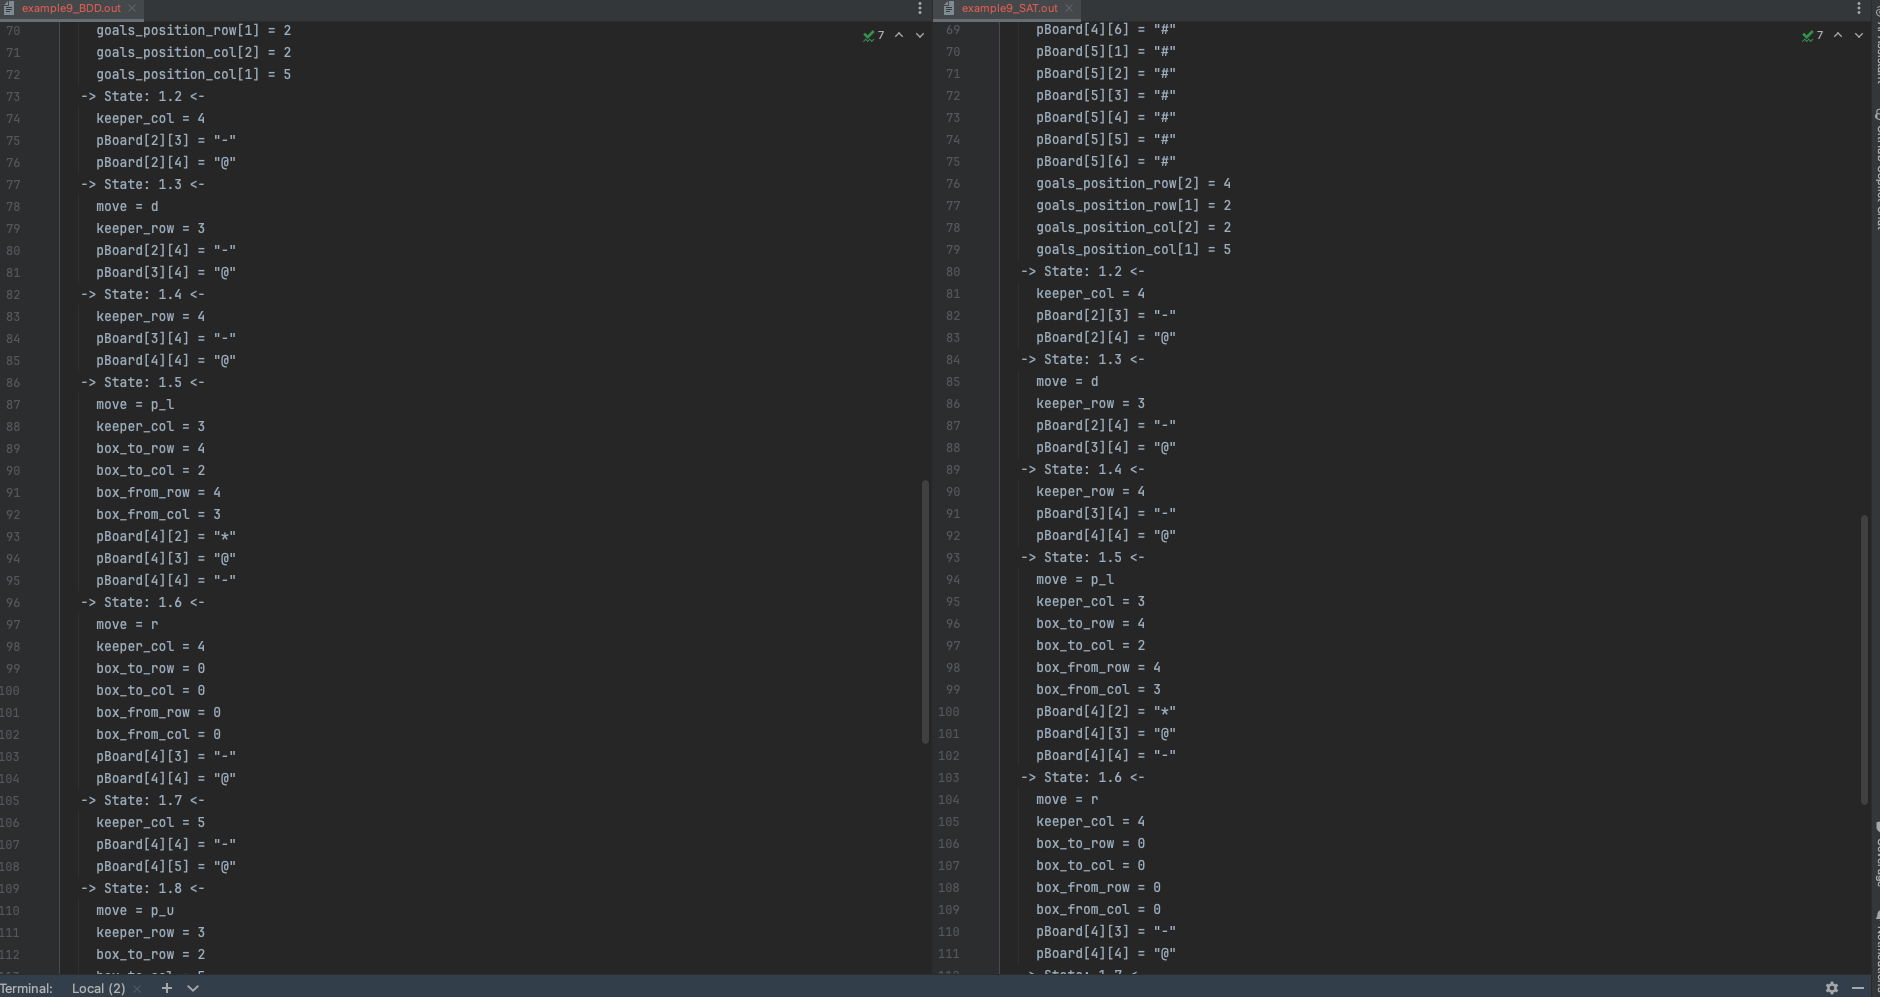 example9_BDD.out
70 goals_position_row[1] = 2
71 goals_position_col[2] = 2
72 goals_position_col[1] = 5
73 -> State: 1.2 <-
74 keeper_col = 4
75 pBoard[2][3] = "-"
76 pBoard[2][4] = "@"
77 -> State: 1.3 <-
78 move = d
79 keeper_row = 3
80 pBoard[2][4] = "-"
81 pBoard[3][4] = "@"
82 -> State: 1.4 <-
83 keeper_row = 4
84 pBoard[3][4] = "-"
85 pBoard[4][4] = "@"
86 -> State: 1.5 <-
87 move = p_l
88 keeper_col = 3
89 box_to_row = 4
90 box_to_col = 2
91 box_from_row = 4
92 box_from_col = 3
93 pBoard[4][2] = "*"
94 pBoard[4][3] = "@"
95 pBoard[4][4] = "-"
96 -> State: 1.6 <-
97 move = r
98 keeper_col = 4
99 box_to_row = 0
100 box_to_col = 0
101 box_from_row = 0
102 box_from_col = 0
103 pBoard[4][3] = "-"
104 pBoard[4][4] = "@"
105 -> State: 1.7 <-
106 keeper_col = 5
107 pBoard[4][4] = "-"
108 pBoard[4][5] = "@"
109 -> State: 1.8 <-
110 move = p_u
111 keeper_row = 3
112 box_to_row = 2
7
example9_SAT.out
69 pBoard[4][6] = "#"
70 pBoard[5][1] = "#"
71 pBoard[5][2] = "#"
72 pBoard[5][3] = "#"
73 pBoard[5][4] = "#"
74 pBoard[5][5] = "#"
75 pBoard[5][6] = "#"
76 goals_position_row[2] = 4
77 goals_position_row[1] = 2
78 goals_position_col[2] = 2
79 goals_position_col[1] = 5
80 -> State: 1.2 <-
81 keeper_col = 4
82 pBoard[2][3] = "-"
83 pBoard[2][4] = "@"
84 -> State: 1.3 <-
85 move = d
86 keeper_row = 3
87 pBoard[2][4] = "-"
88 pBoard[3][4] = "@"
89 -> State: 1.4 <-
90 keeper_row = 4
91 pBoard[3][4] = "-"
92 pBoard[4][4] = "@"
93 -> State: 1.5 <-
94 move = p_l
95 keeper_col = 3
96 box_to_row = 4
97 box_to_col = 2
98 box_from_row = 4
99 box_from_col = 3
100 pBoard[4][2] = "*"
101 pBoard[4][3] = "@"
102 pBoard[4][4] = "-"
103 -> State: 1.6 <-
104 move = r
105 keeper_col = 4
106 box_to_row = 0
107 box_to_col = 0
108 box_from_row = 0
109 box_from_col = 0
110 pBoard[4][3] = "-"
111 pBoard[4][4] = "@"
7
Terminal: Local (2)